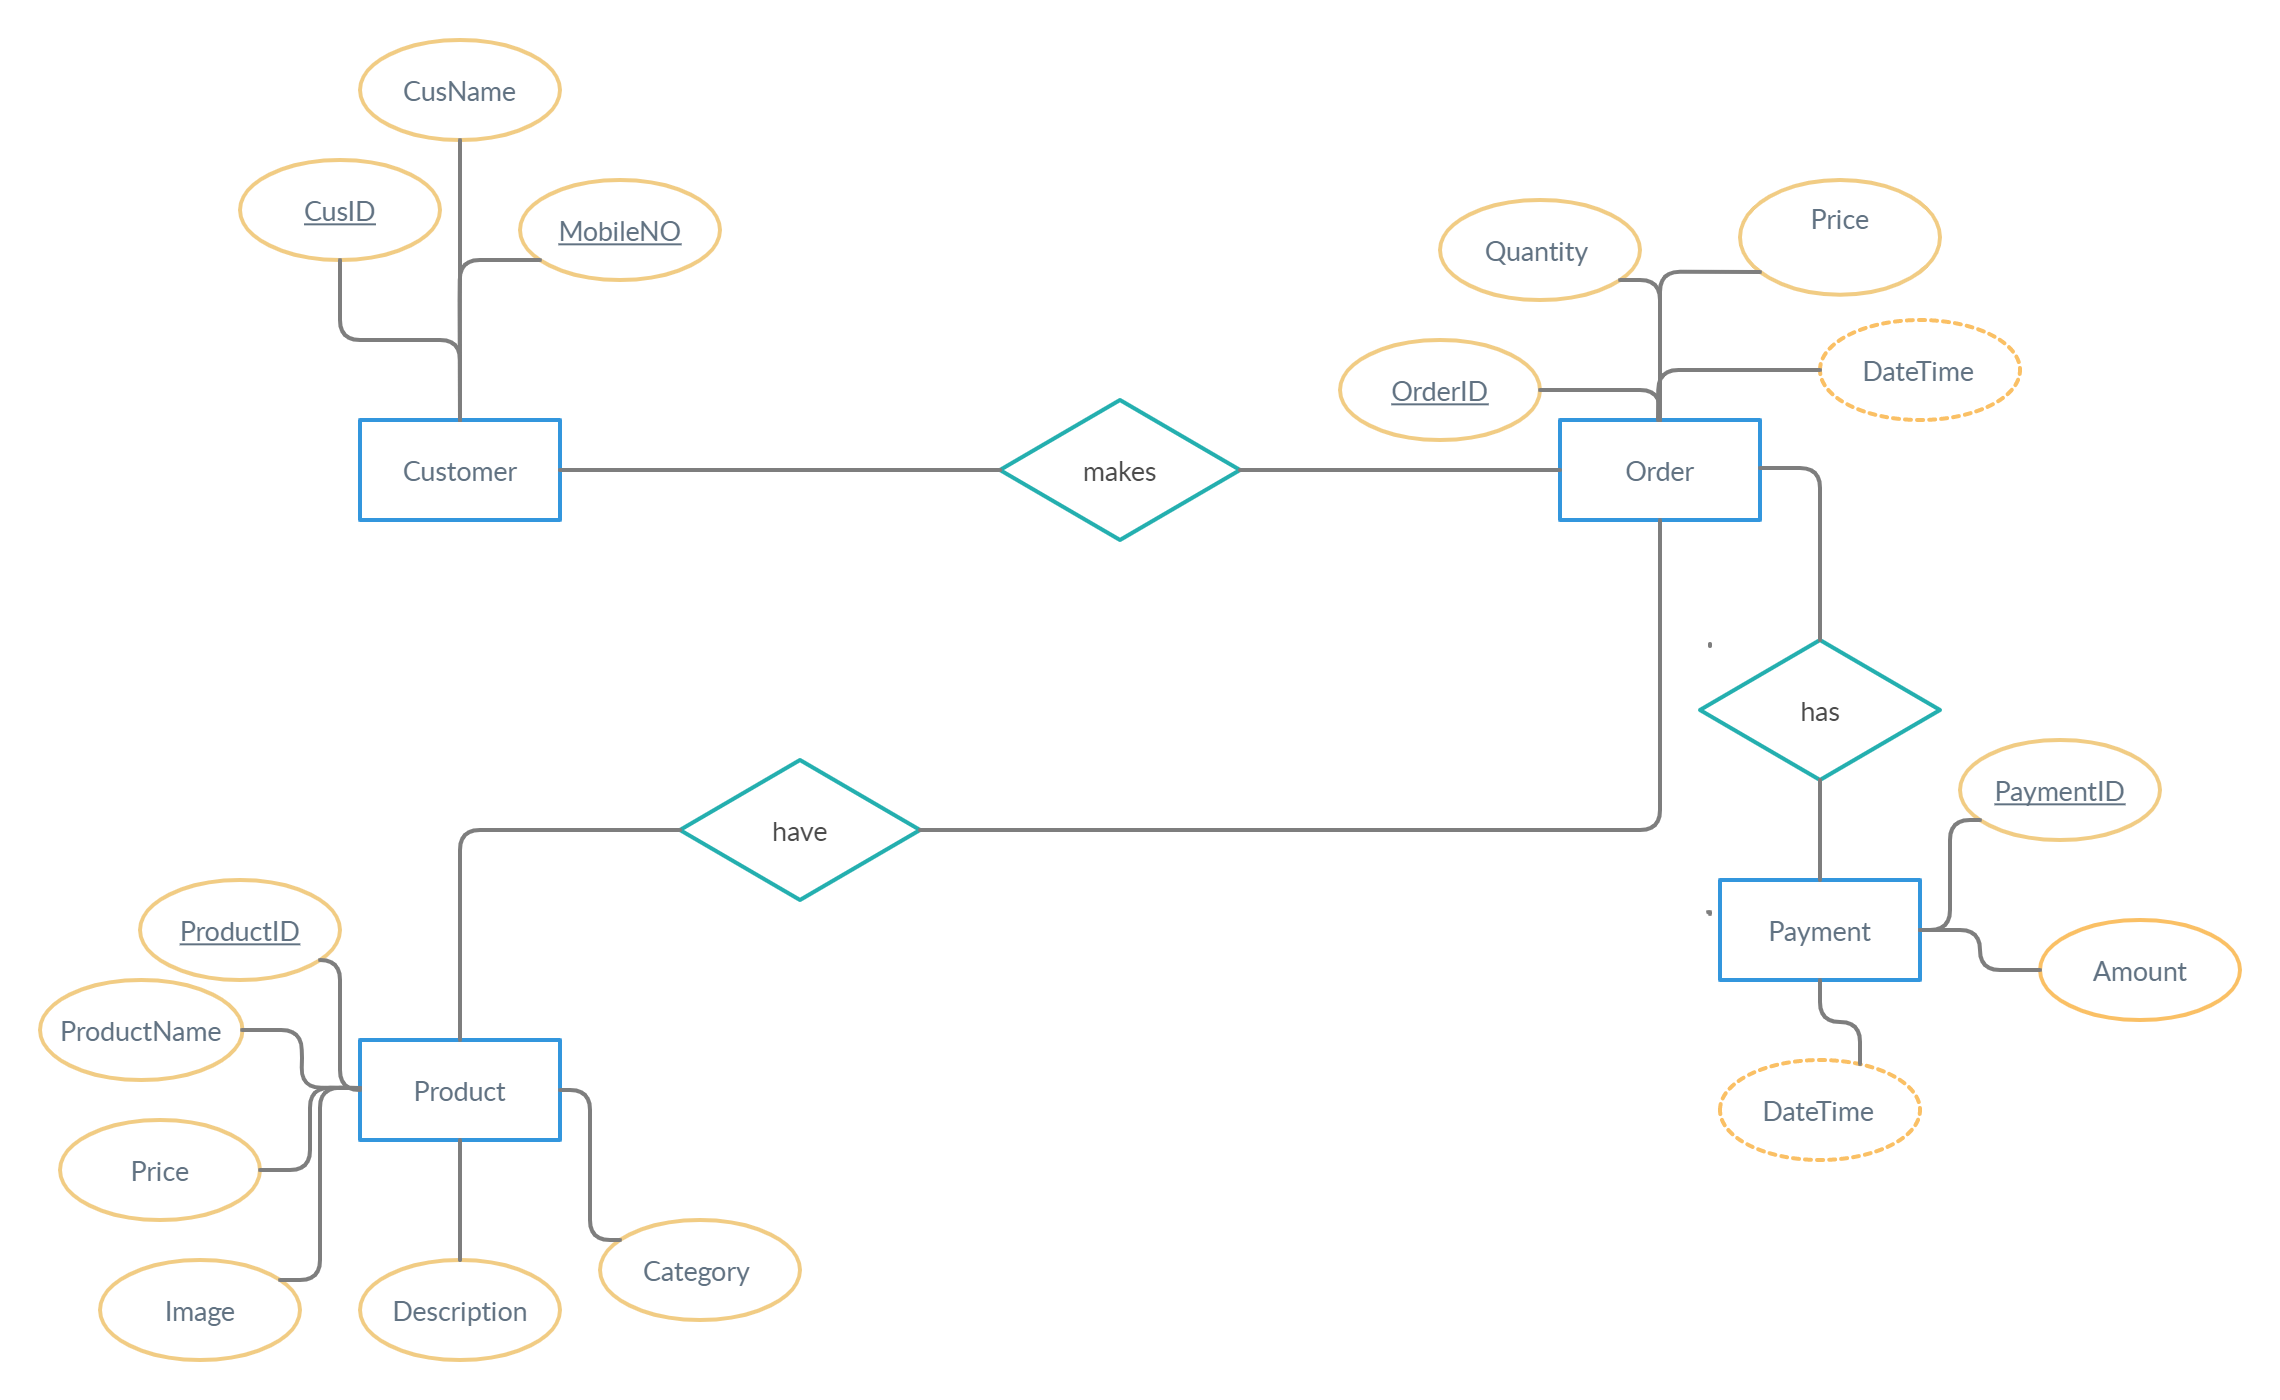 CusName
CusID
MobileNO
Quantity
Price
OrderID
DateTime
Customer
makes
Order
has
have
PaymentID
ProductID
Payment
Amount
ProductName
Product
DateTime
Price
Category
Image
Description